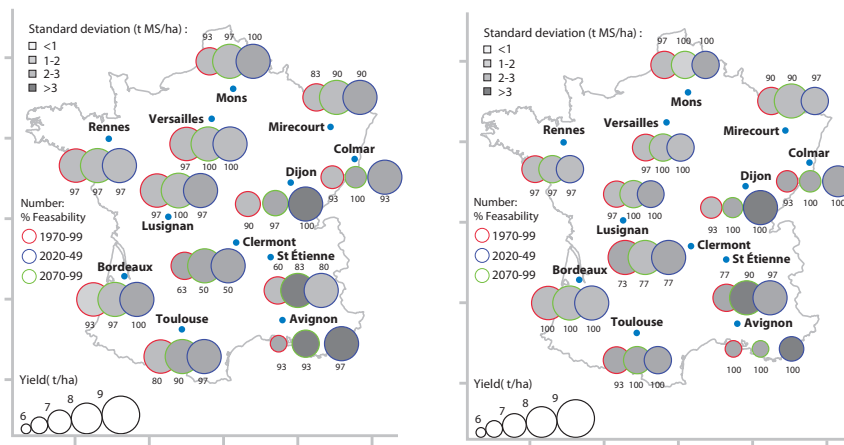 Standard deviation (t MS/ha) :
<1
1-2
2-3
>3
93 97 100
Mons
83 90 90
Mirecourt
Versailles
97 100 100
Rennes
97 97 97
Colmar
93 100 93
Dijon
90 97 100
97 100 97
Lusignan
Number:
% Feasability
1970-99
2020-49
2070-99
Clermont
63 50 50
St Étienne
60 83 80
Bordeaux
93 97 100
Avignon
93 93 97
Toulouse
80 90 97
Yield( t/ha)
6 7 8 9
Standard deviation (t MS/ha) :
<1
1-2
2-3
>3
97 100 100
Mons
90 90 97
Mirecourt
Versailles
97 100 100
Rennes
97 97 97
Colmar
93 100 100
Dijon
93 100 100
97 100 100
Lusignan
Number:
% Feasability
1970-99
2020-49
2070-99
Clermont
73 77 77
St Étienne
77 90 97
Bordeaux
100 100 100
Avignon
100 100 100
Toulouse
93 100 100
Yield( t/ha)
6 7 8 9